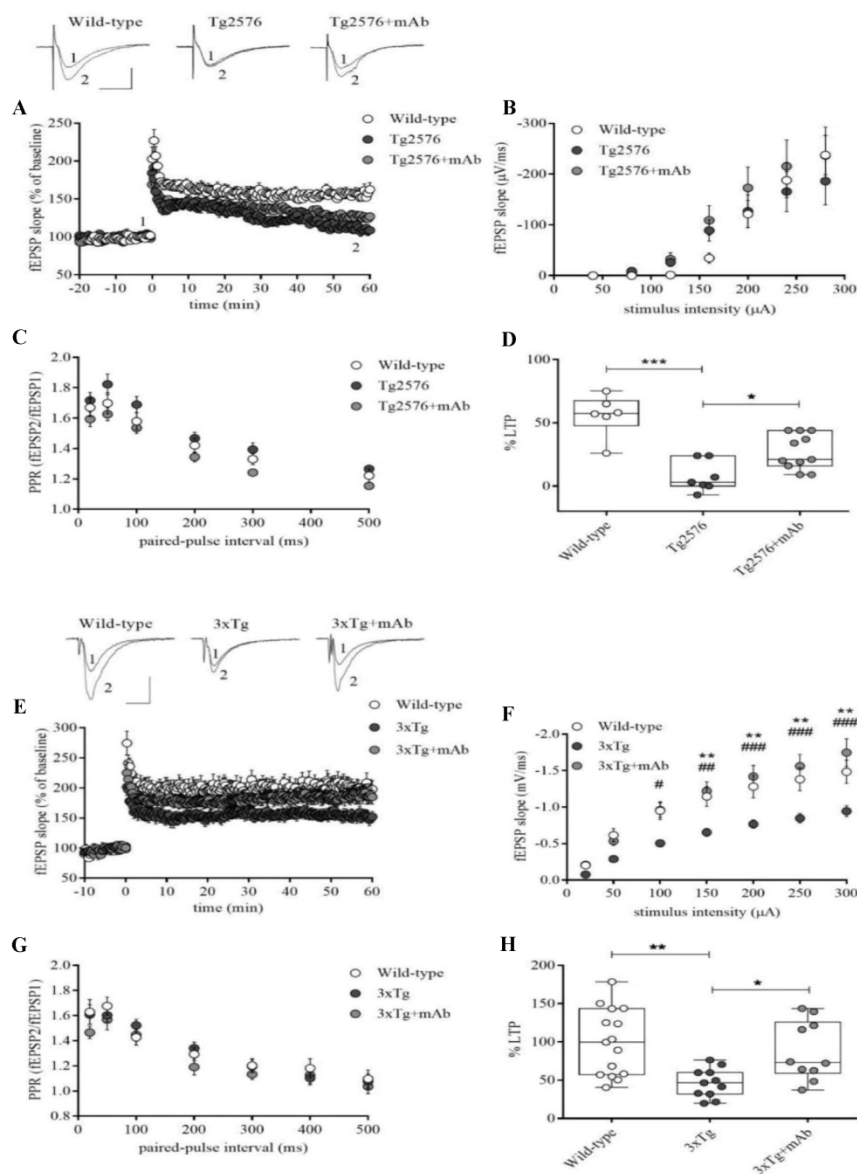 Wild-type Tg2576 Tg2576+mAb
1 1 1
2 2 2
A
Wild-type
Tg2576
Tg2576+mAb
fEPSP slope (% of baseline)
250
200
150
100
50
1
2
-20 -10 0 10 20 30 40 50 60
time (min)
B
Wild-type
Tg2576
Tg2576+mAb
fEPSP slope (µV/ms)
-300
-200
-100
0
0 50 100 150 200 250 300
stimulus intensity (µA)
C
Wild-type
Tg2576
Tg2576+mAb
PPR (fEPSP2/fEPSP1)
2.0
1.8
1.6
1.4
1.2
1.0
0 100 200 300 400 500
paired-pulse interval (ms)
D
***
*
% LTP
100
50
0
Wild-type
Tg2576
Tg2576+mAb
Wild-type 3xTg 3xTg+mAb
1 1 1
2 2 2
E
Wild-type
3xTg
3xTg+mAb
fEPSP slope (% of baseline)
300
250
200
150
100
50
-10 0 10 20 30 40 50 60
time (min)
F
Wild-type
3xTg
3xTg+mAb
** ** ** **
# ## ### ### ###
fEPSP slope (mV/ms)
-2.0
-1.5
-1.0
-0.5
0.0
0 50 100 150 200 250 300
stimulus intensity (µA)
G
Wild-type
3xTg
3xTg+mAb
PPR (fEPSP2/fEPSP1)
2.0
1.8
1.6
1.4
1.2
1.0
0.8
0 100 200 300 400 500
paired-pulse interval (ms)
H
**
*
% LTP
200
150
100
50
0
Wild-type
3xTg
3xTg+mAb